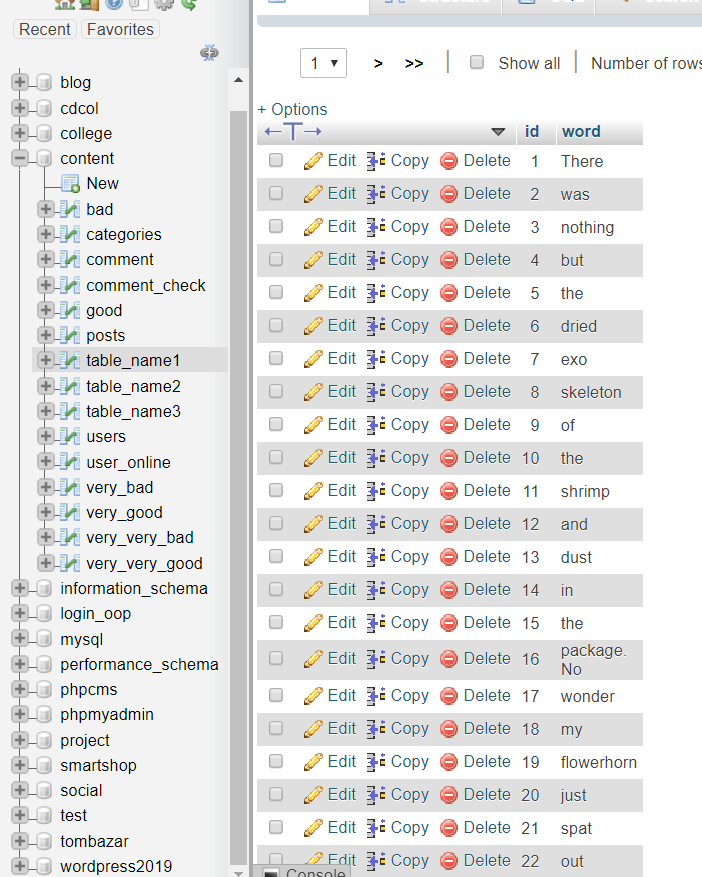 Recent Favorites
blog
cdcol
college
content
New
bad
categories
comment
comment_check
good
posts
table_name1
table_name2
table_name3
users
user_online
very_bad
very_good
very_very_bad
very_very_good
information_schema
login_oop
mysql
performance_schema
phpcms
phpmyadmin
project
smartshop
social
test
tombazar
wordpress2019
1 > >> Show all Number of rows
+ Options
id word
Edit Copy Delete 1 There
Edit Copy Delete 2 was
Edit Copy Delete 3 nothing
Edit Copy Delete 4 but
Edit Copy Delete 5 the
Edit Copy Delete 6 dried
Edit Copy Delete 7 exo
Edit Copy Delete 8 skeleton
Edit Copy Delete 9 of
Edit Copy Delete 10 the
Edit Copy Delete 11 shrimp
Edit Copy Delete 12 and
Edit Copy Delete 13 dust
Edit Copy Delete 14 in
Edit Copy Delete 15 the
Edit Copy Delete 16 package.
No
Edit Copy Delete 17 wonder
Edit Copy Delete 18 my
Edit Copy Delete 19 flowerhorn
Edit Copy Delete 20 just
Edit Copy Delete 21 spat
Edit Copy Delete 22 out
Console